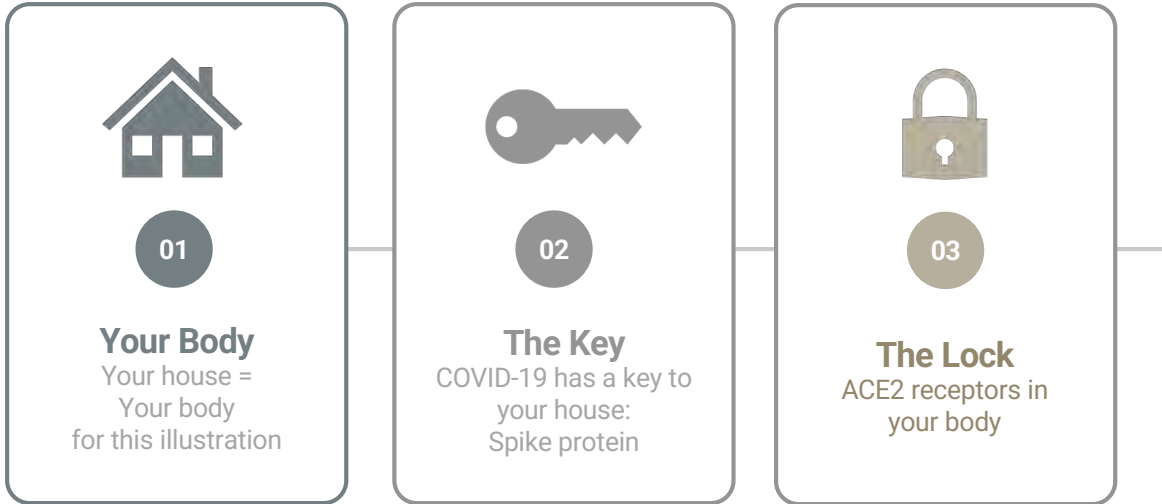 01
Your Body
Your house =
Your body
for this illustration
02
The Key
COVID-19 has a key to
your house:
Spike protein
03
The Lock
ACE2 receptors in
your body